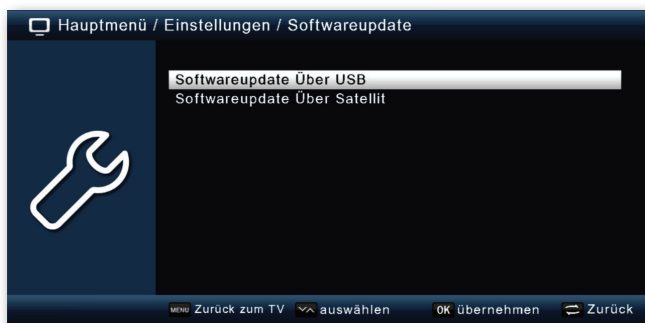 Hauptmenü / Einstellungen / Softwareupdate
Softwareupdate Über USB
Softwareupdate Über Satellit
MENU Zurück zum TV auswählen OK übernehmen Zurück